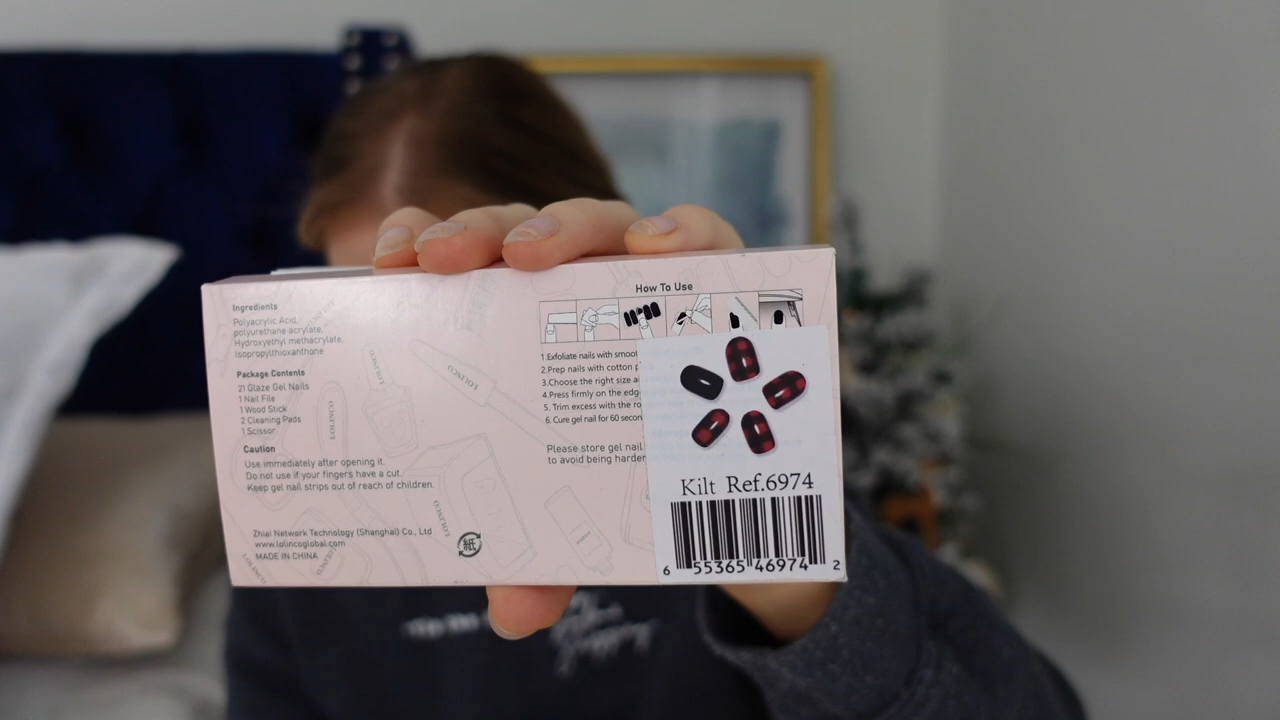 Ingredients
Polyacrylic Acid,
polyurethane acrylate,
Hydroxyethyl methacrylate,
Isopropylthioxanthone
Package Contents
21 Glaze Gel Nails
1 Nail File
1 Wood Stick
2 Cleaning Pads
1 Scissor
Caution
Use immediately after opening it.
Do not use if your fingers have a cut.
Keep gel nail strips out of reach of children.
Zhiai Network Technology (Shanghai) Co., Ltd
www.lolincoglobal.com
MADE IN CHINA
紙
LOLINCO
LOLINCO
LOLINCO
LOLINCO
How To Use
1.Exfoliate nails with smoo
2.Prep nails with cotton
3.Choose the right size
4.Press firmly on the edg
5. Trim excess with the
6. Cure gel nail for 60 secon
Please store gel nail
to avoid being harde
Kilt Ref.6974
6 55365 46974 2